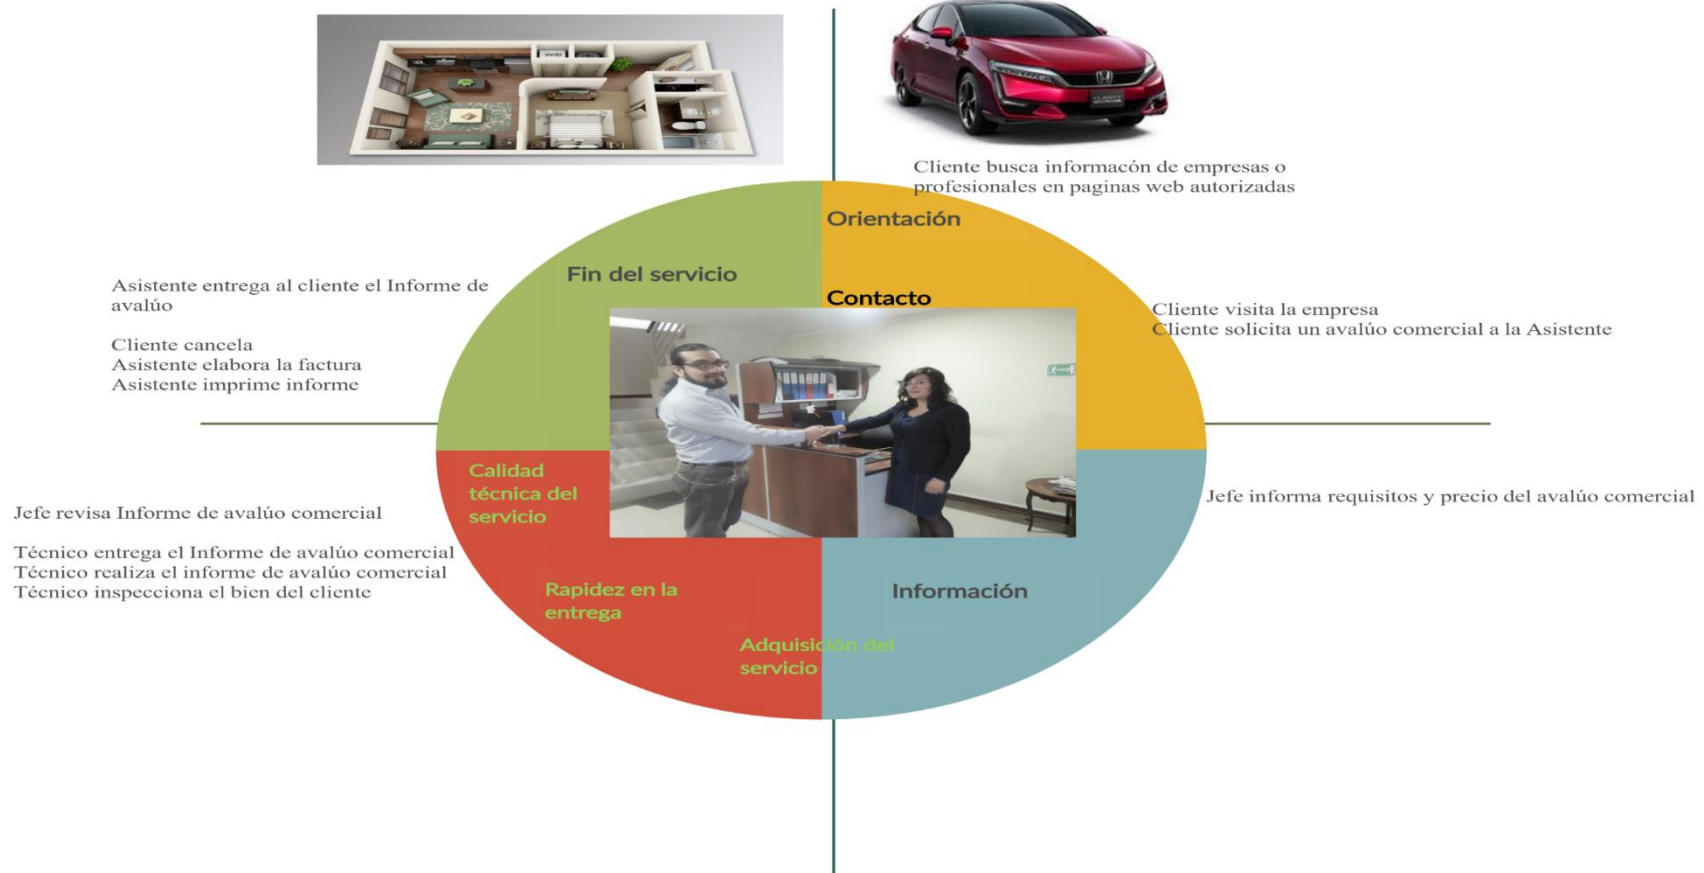 Cliente busca informacón de empresas o
profesionales en paginas web autorizadas
Orientación
Fin del servicio
Contacto
Asistente entrega al cliente el Informe de
avalúo
Cliente cancela
Asistente elabora la factura
Asistente imprime informe
Cliente visita la empresa
Cliente solicita un avalúo comercial a la Asistente
Calidad
técnica del
servicio
Jefe informa requisitos y precio del avalúo comercial
Jefe revisa Informe de avalúo comercial
Técnico entrega el Informe de avalúo comercial
Técnico realiza el informe de avalúo comercial
Técnico inspecciona el bien del cliente
Rapidez en la
entrega
Información
Adquisición del
servicio